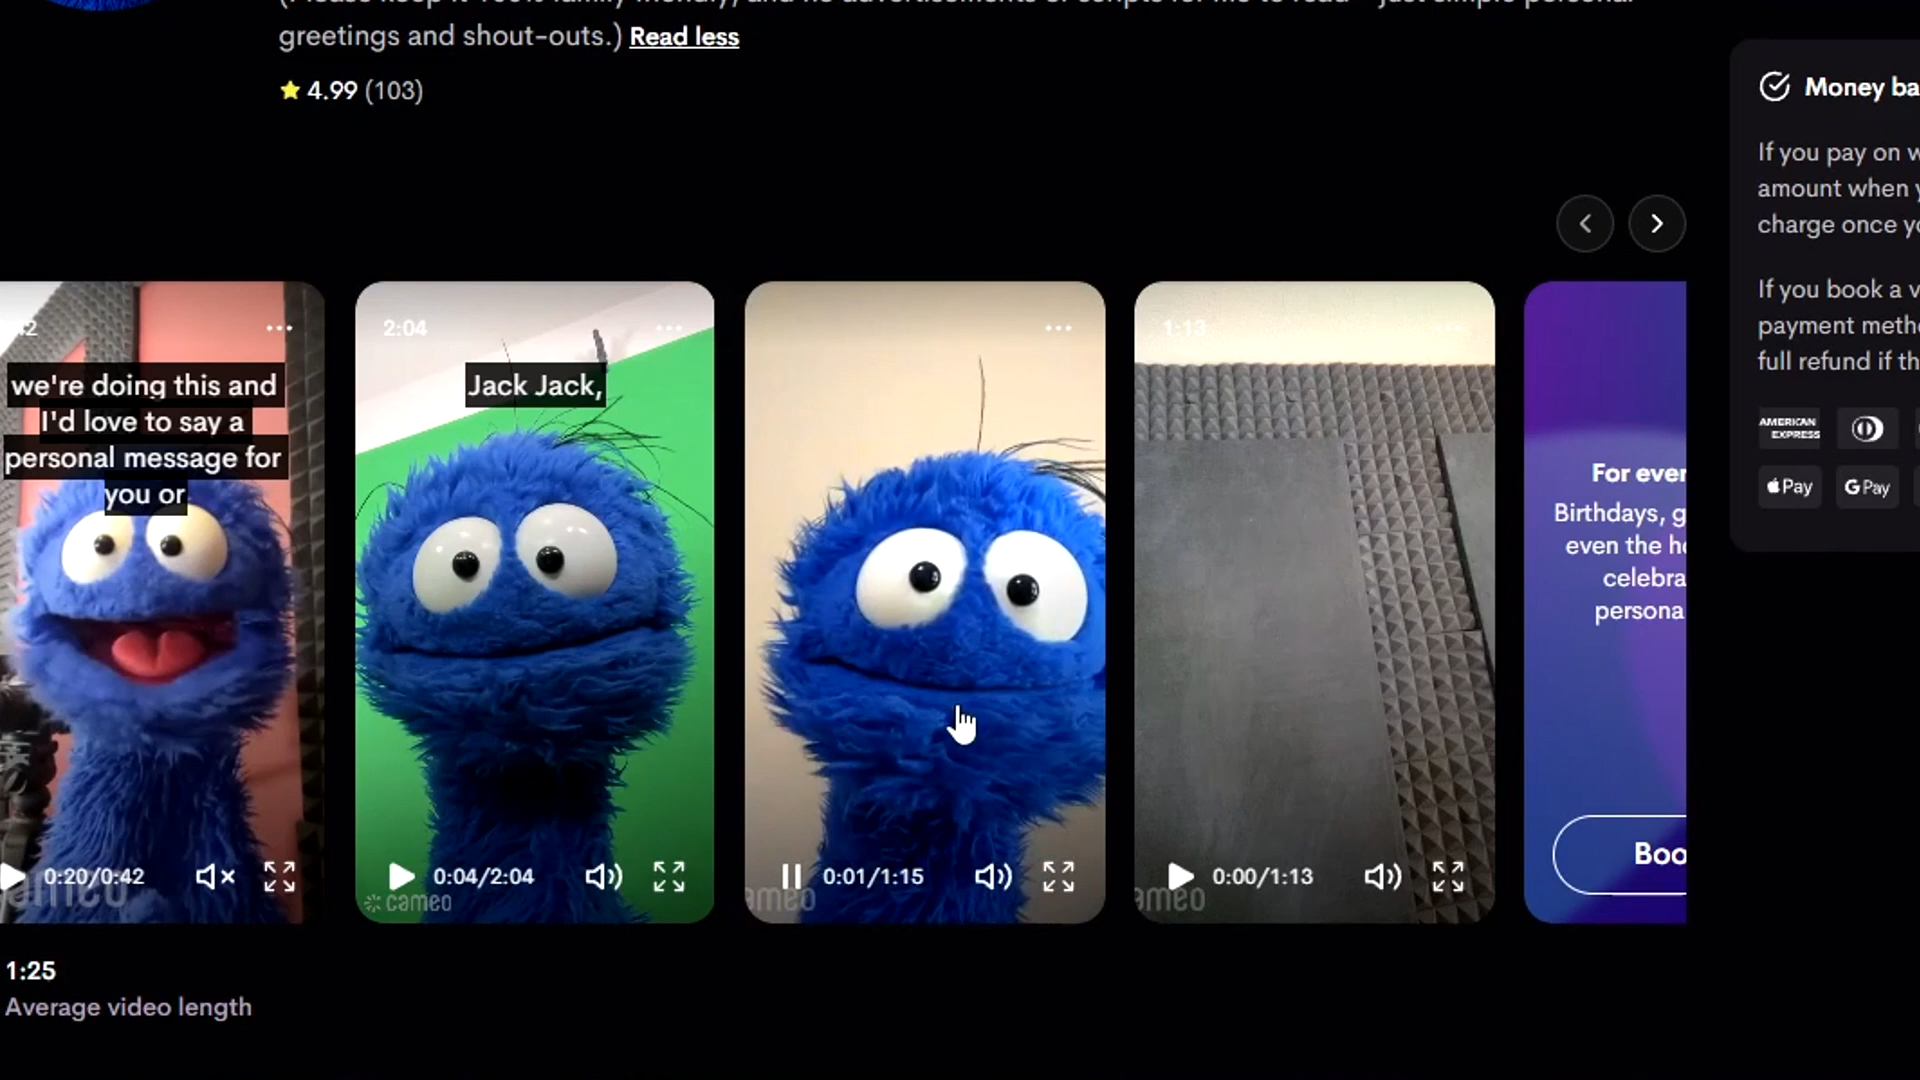 greetings and shout-outs.) Read less
4.99 (103)
Money ba
If you pay on w
amount when y
charge once yo
If you book a v
payment metho
full refund if th
AMERICAN
EXPRESS
Pay
G Pay
we're doing this and
I'd love to say a
personal message for
you or
0:20/0:42
2:04
Jack Jack,
0:04/2:04
cameo
0:01/1:15
ameo
1:13
0:00/1:13
ameo
For ever
Birthdays, g
even the ho
celebra
persona
Boo
1:25
Average video length